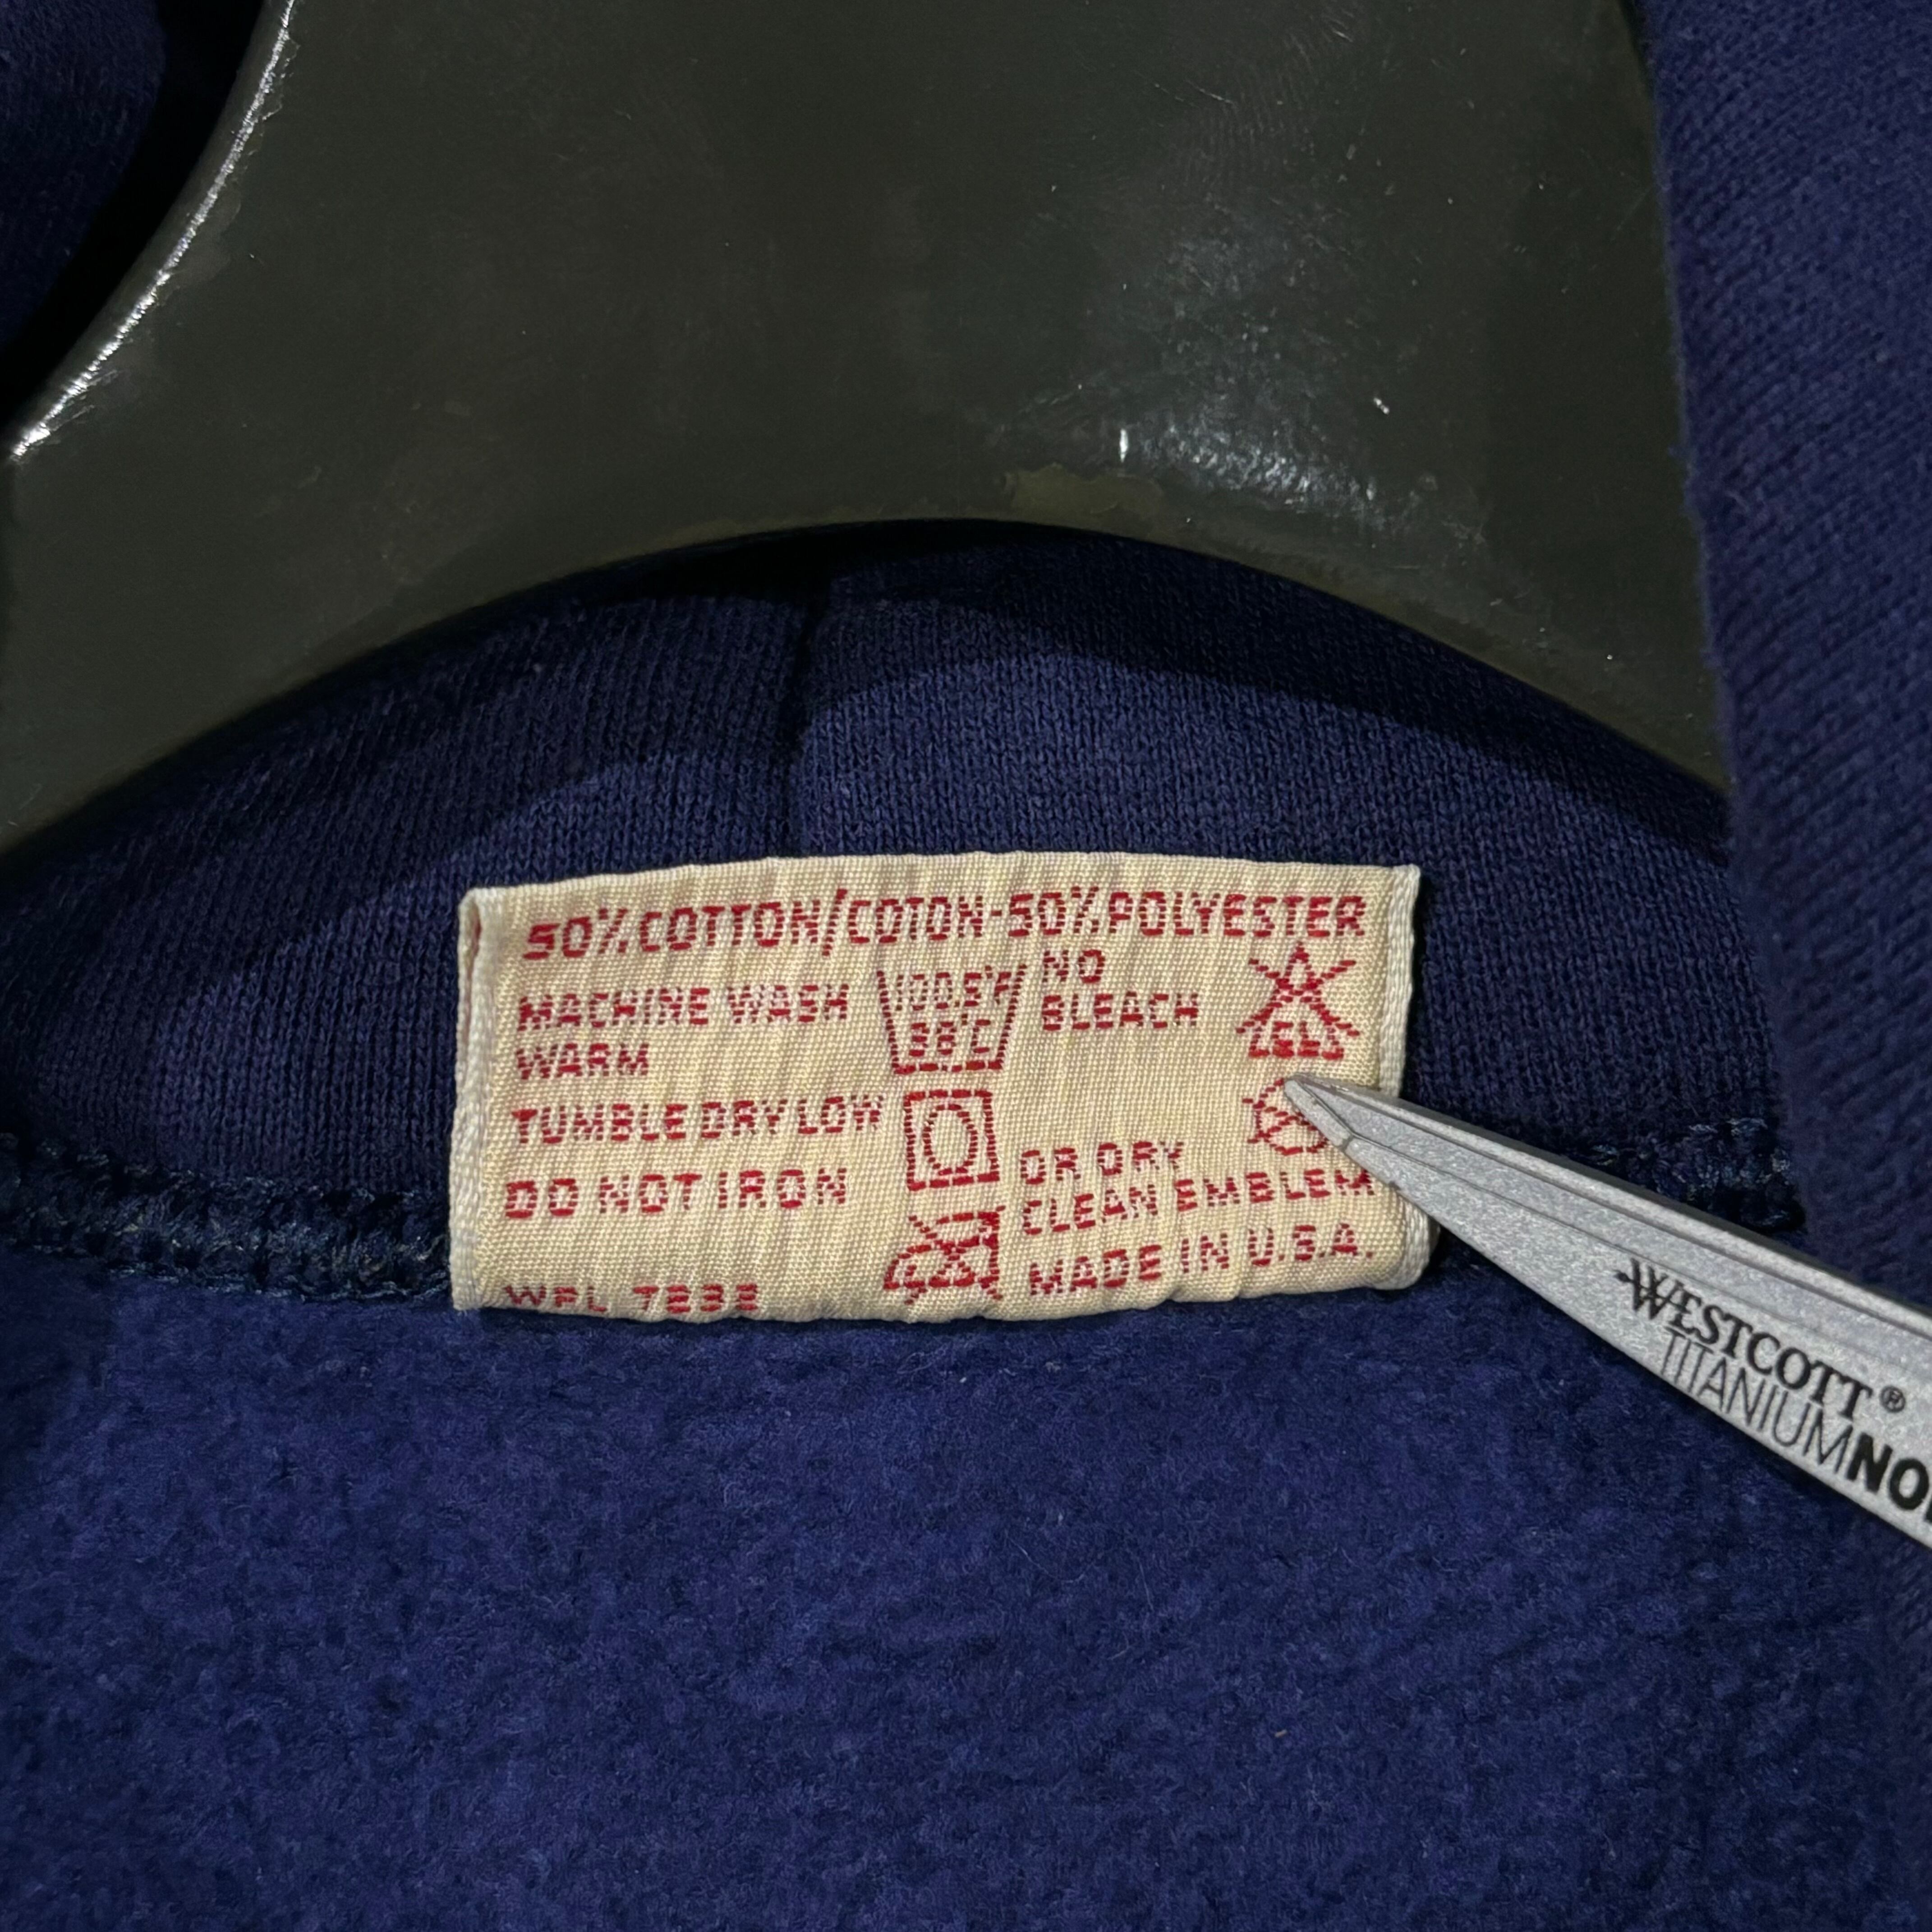 50% COTTON/COTON-50% POLYESTER
MACHINE WASH
WARM
100.5°F
38°C
NO
BLEACH
CL
TUMBLE DRY LOW
DO NOT IRON
OR DRY
CLEAN EMBLEM
MADE IN U.S.A.
WPL
WESTCOTT®
TITANIUM